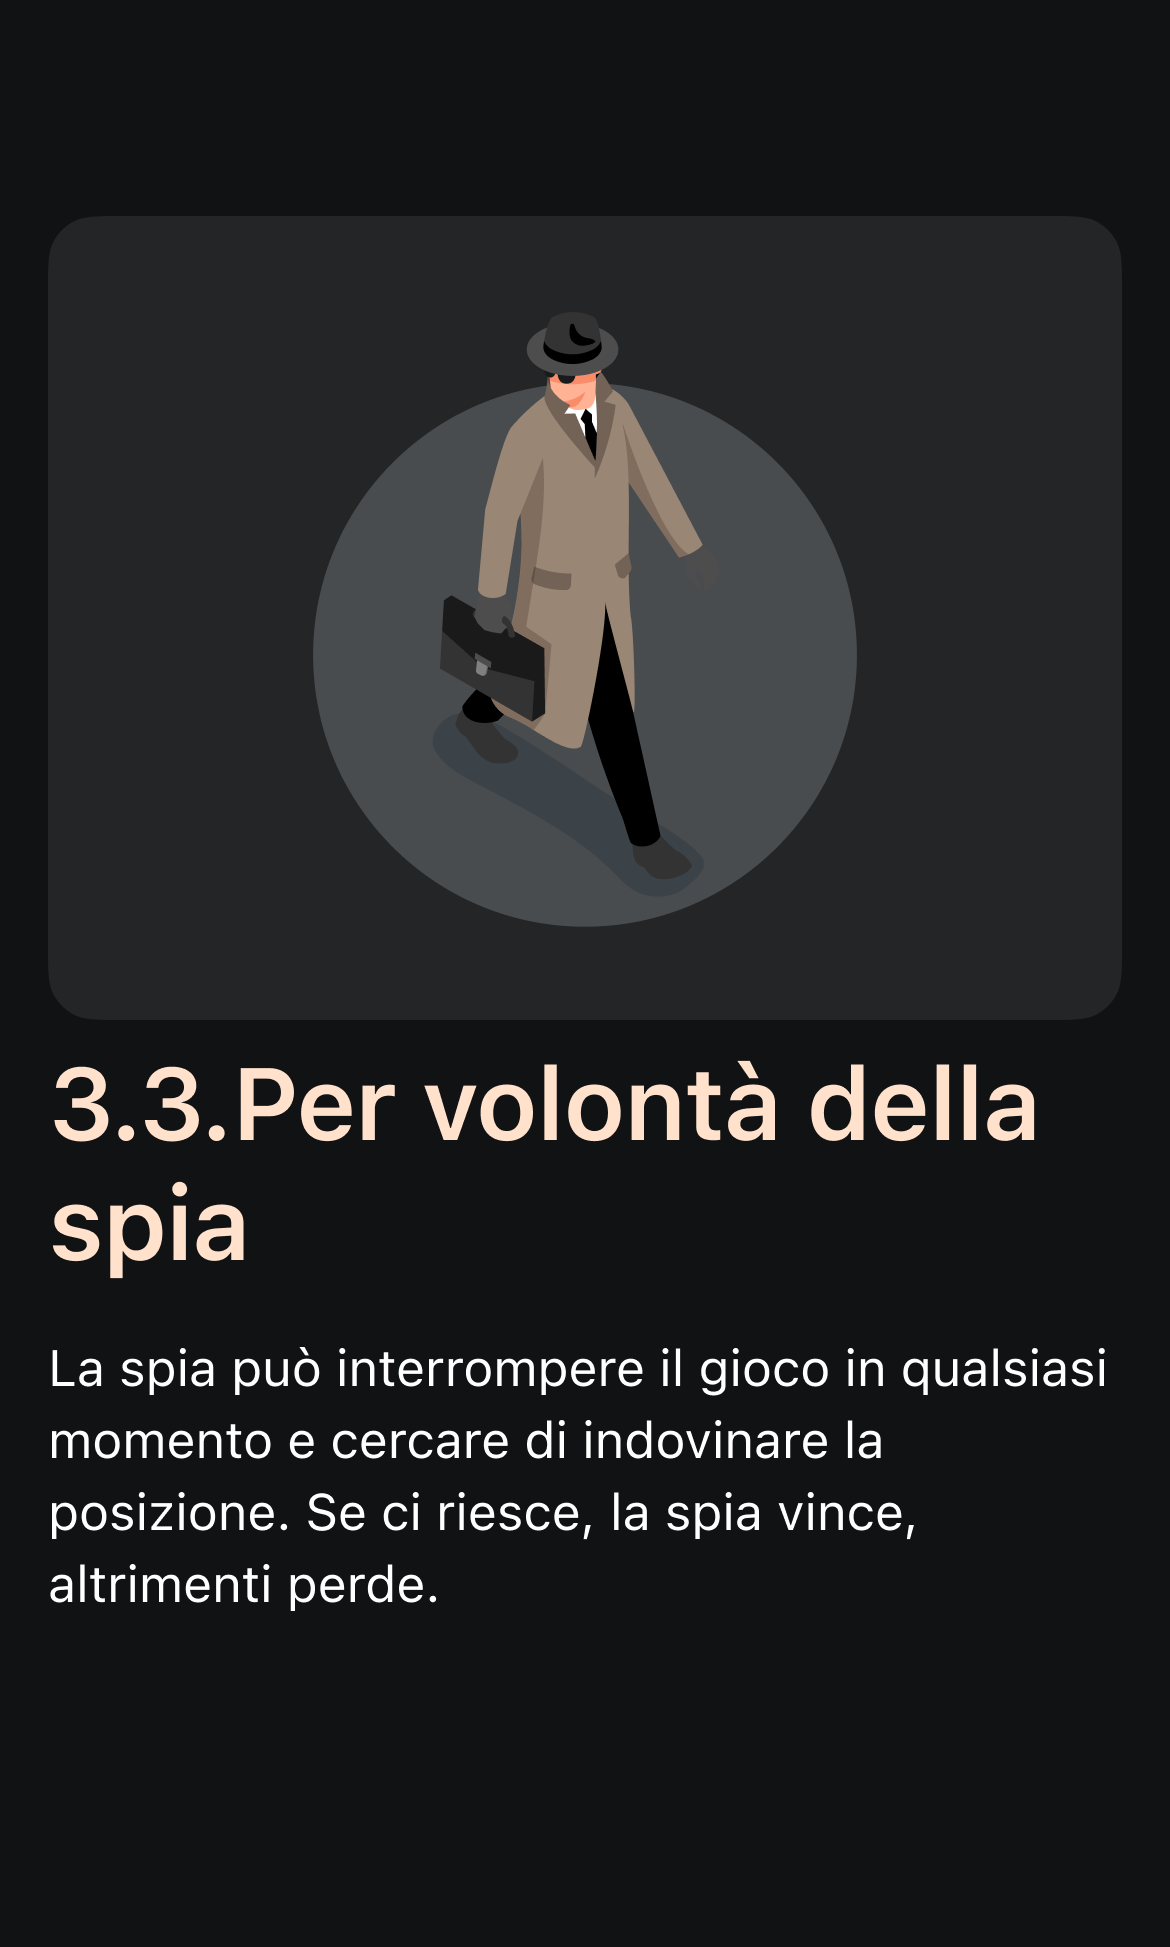 3.3.Per volontà della
spia
La spia può interrompere il gioco in qualsiasi
momento e cercare di indovinare la
posizione. Se ci riesce, la spia vince,
altrimenti perde.